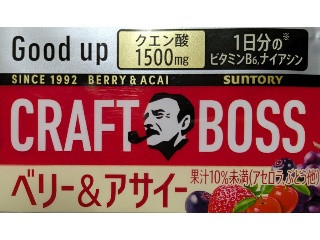 Good up
クエン酸
1500mg
1日分の※
ビタミンB6、ナイアシン
SINCE 1992 BERRY & ACAI
SUNTORY
CRAFT BOSS
ベリー&アサイー
果汁10%未満(アセロラ、ぶどう他)